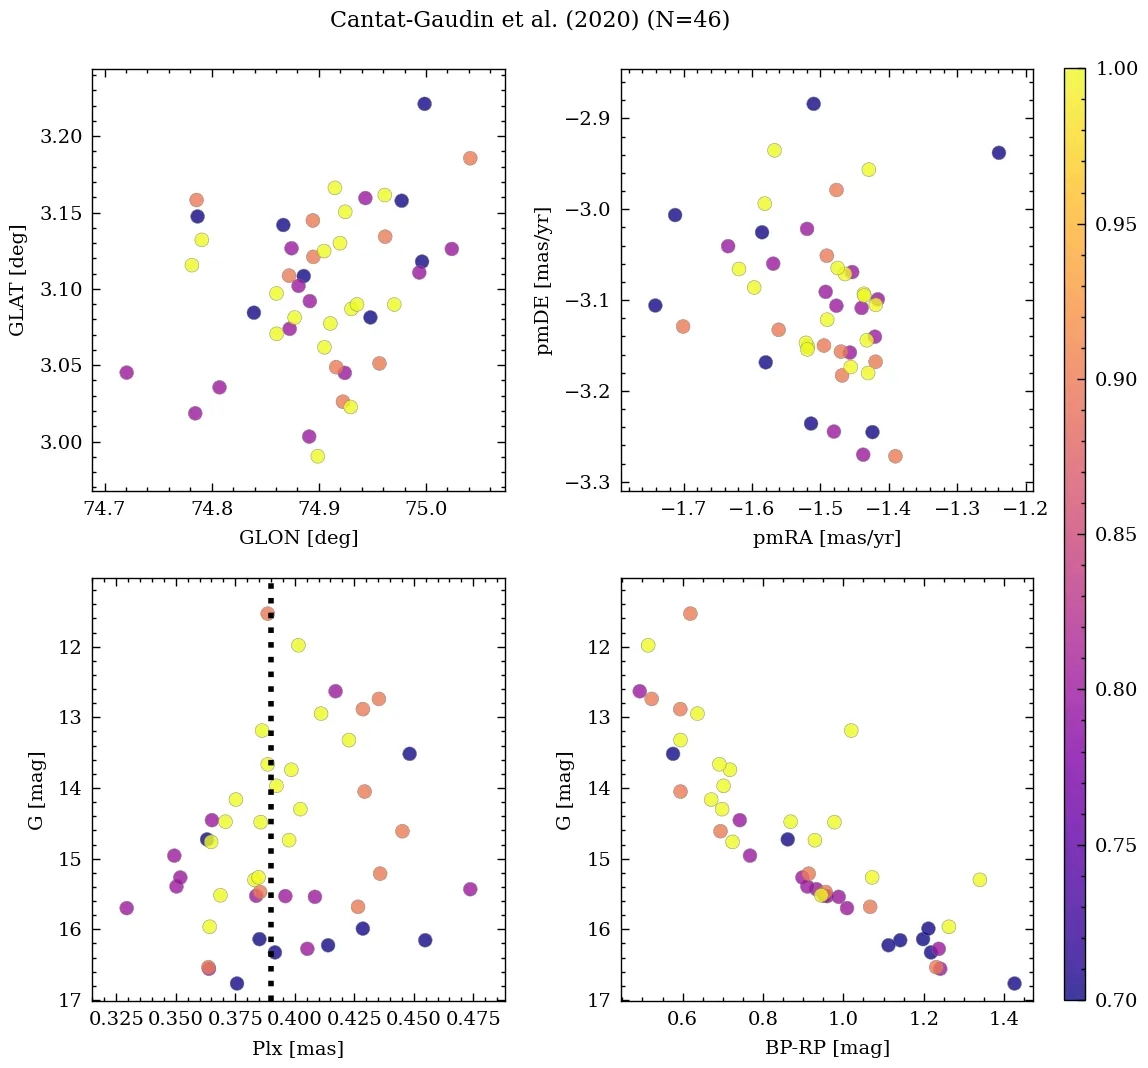 Cantat-Gaudin et al. (2020) (N=46)
3.20
3.15
3.10
3.05
3.00
GLAT [deg]
74.7 74.8 74.9 75.0
GLON [deg]
−2.9
−3.0
−3.1
−3.2
−3.3
pmDE [mas/yr]
−1.7 −1.6 −1.5 −1.4 −1.3 −1.2
pmRA [mas/yr]
12
13
14
15
16
17
G [mag]
0.325 0.350 0.375 0.400 0.425 0.450 0.475
Plx [mas]
12
13
14
15
16
17
G [mag]
0.6 0.8 1.0 1.2 1.4
BP-RP [mag]
1.00
0.95
0.90
0.85
0.80
0.75
0.70